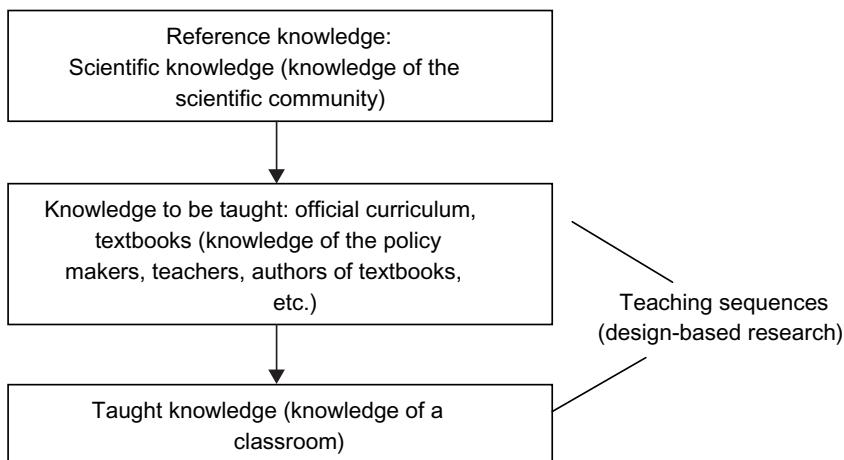 Reference knowledge:
Scientific knowledge (knowledge of the
scientific community)
Knowledge to be taught: official curriculum,
textbooks (knowledge of the policy
makers, teachers, authors of textbooks,
etc.)
Teaching sequences
(design-based research)
Taught knowledge (knowledge of a
classroom)